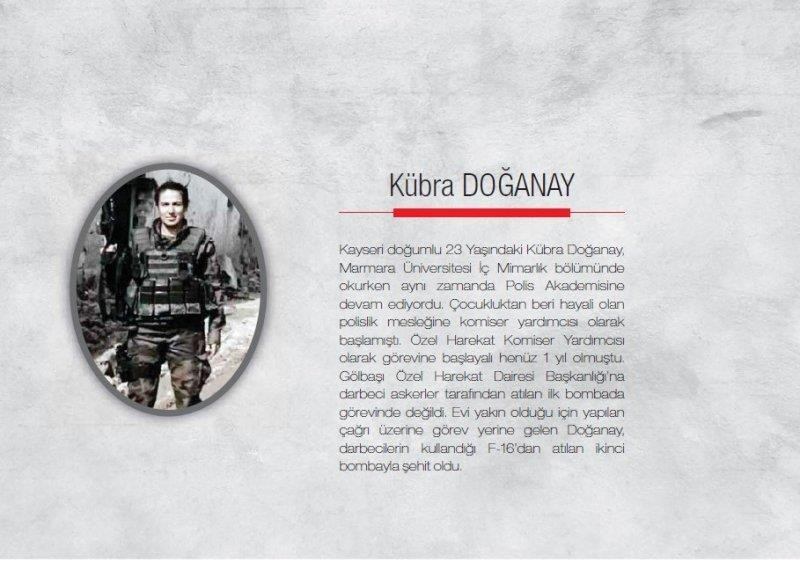 Kübra DOĞANAY
Kayseri doğumlu 23 Yaşındaki Kübra Doğanay,
Marmara Üniversitesi İç Mimarlık bölümünde
okurken aynı zamanda Polis Akademisine
devam ediyordu. Çocukluktan beri hayali olan
polislik mesleğine komiser yardımcısı olarak
başlamıştı. Özel Harekat Komiser Yardımcısı
olarak görevine başlayalı henüz 1 yıl olmuştu.
Gölbaşı Özel Harekat Dairesi Başkanlığı'na
darbeci askerler tarafından atılan ilk bombada
görevinde değildi. Evi yakın olduğu için yapılan
çağrı üzerine görev yerine gelen Doğanay,
darbecilerin kullandığı F-16'dan atılan ikinci
bombayla şehit oldu.